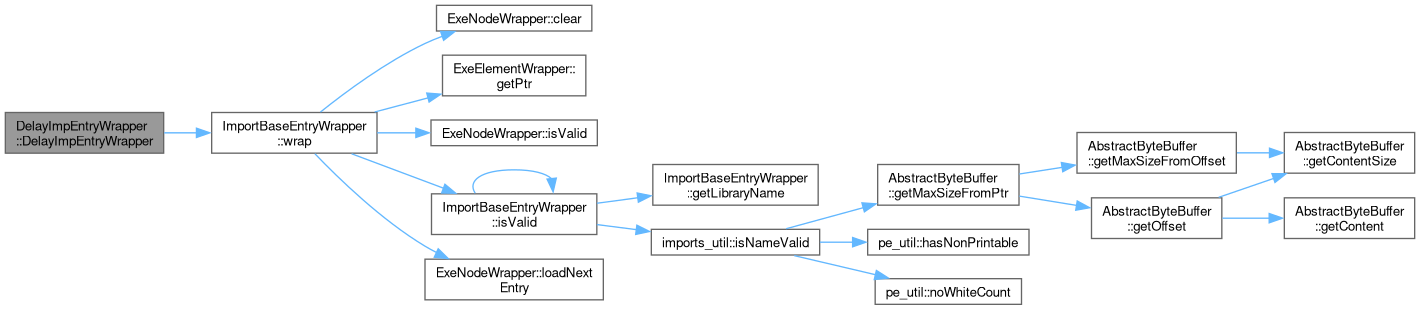 DelayImpEntryWrapper
::DelayImpEntryWrapper
ImportBaseEntryWrapper
::wrap
ExeNodeWrapper::clear
ExeElementWrapper::
getPtr
ExeNodeWrapper::isValid
ImportBaseEntryWrapper
::isValid
ExeNodeWrapper::loadNext
Entry
ImportBaseEntryWrapper
::getLibraryName
imports_util::isNameValid
AbstractByteBuffer
::getMaxSizeFromPtr
pe_util::hasNonPrintable
pe_util::noWhiteCount
AbstractByteBuffer
::getMaxSizeFromOffset
AbstractByteBuffer
::getOffset
AbstractByteBuffer
::getContentSize
AbstractByteBuffer
::getContent